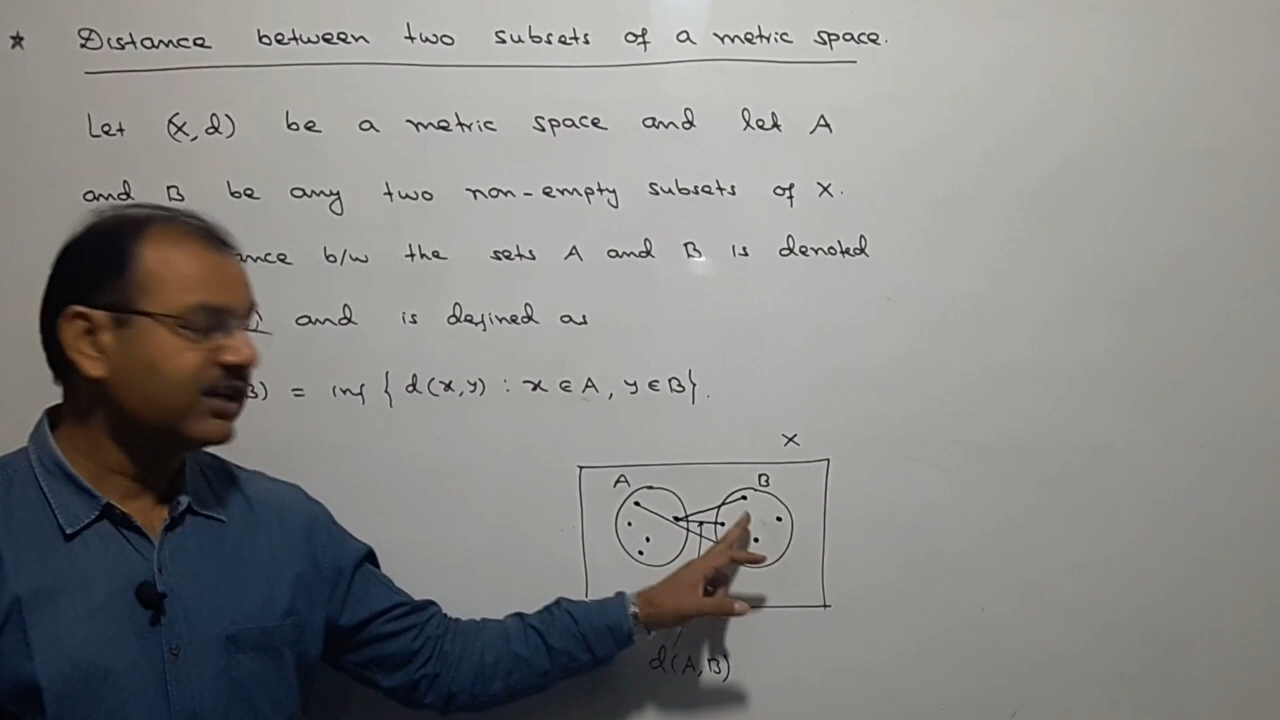 * Distance between two subsets of a metric space.
Let (X, d) be a metric space and let A
and B be any two non-empty subsets of X.
ance b/w the sets A and B is denoted
) and is defined as
B) = inf { d(x,y) : x ∈ A, y ∈ B}.
X
A B
d(A,B)